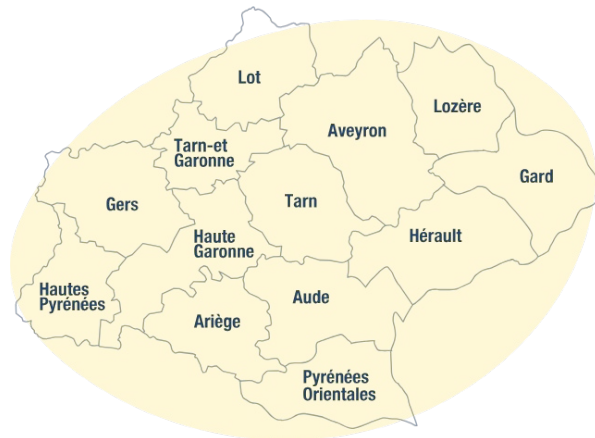 Lot
Lozère
Aveyron
Tarn-et
Garonne
Gard
Gers
Tarn
Haute
Garonne
Hérault
Hautes
Pyrénées
Aude
Ariège
Pyrénées
Orientales